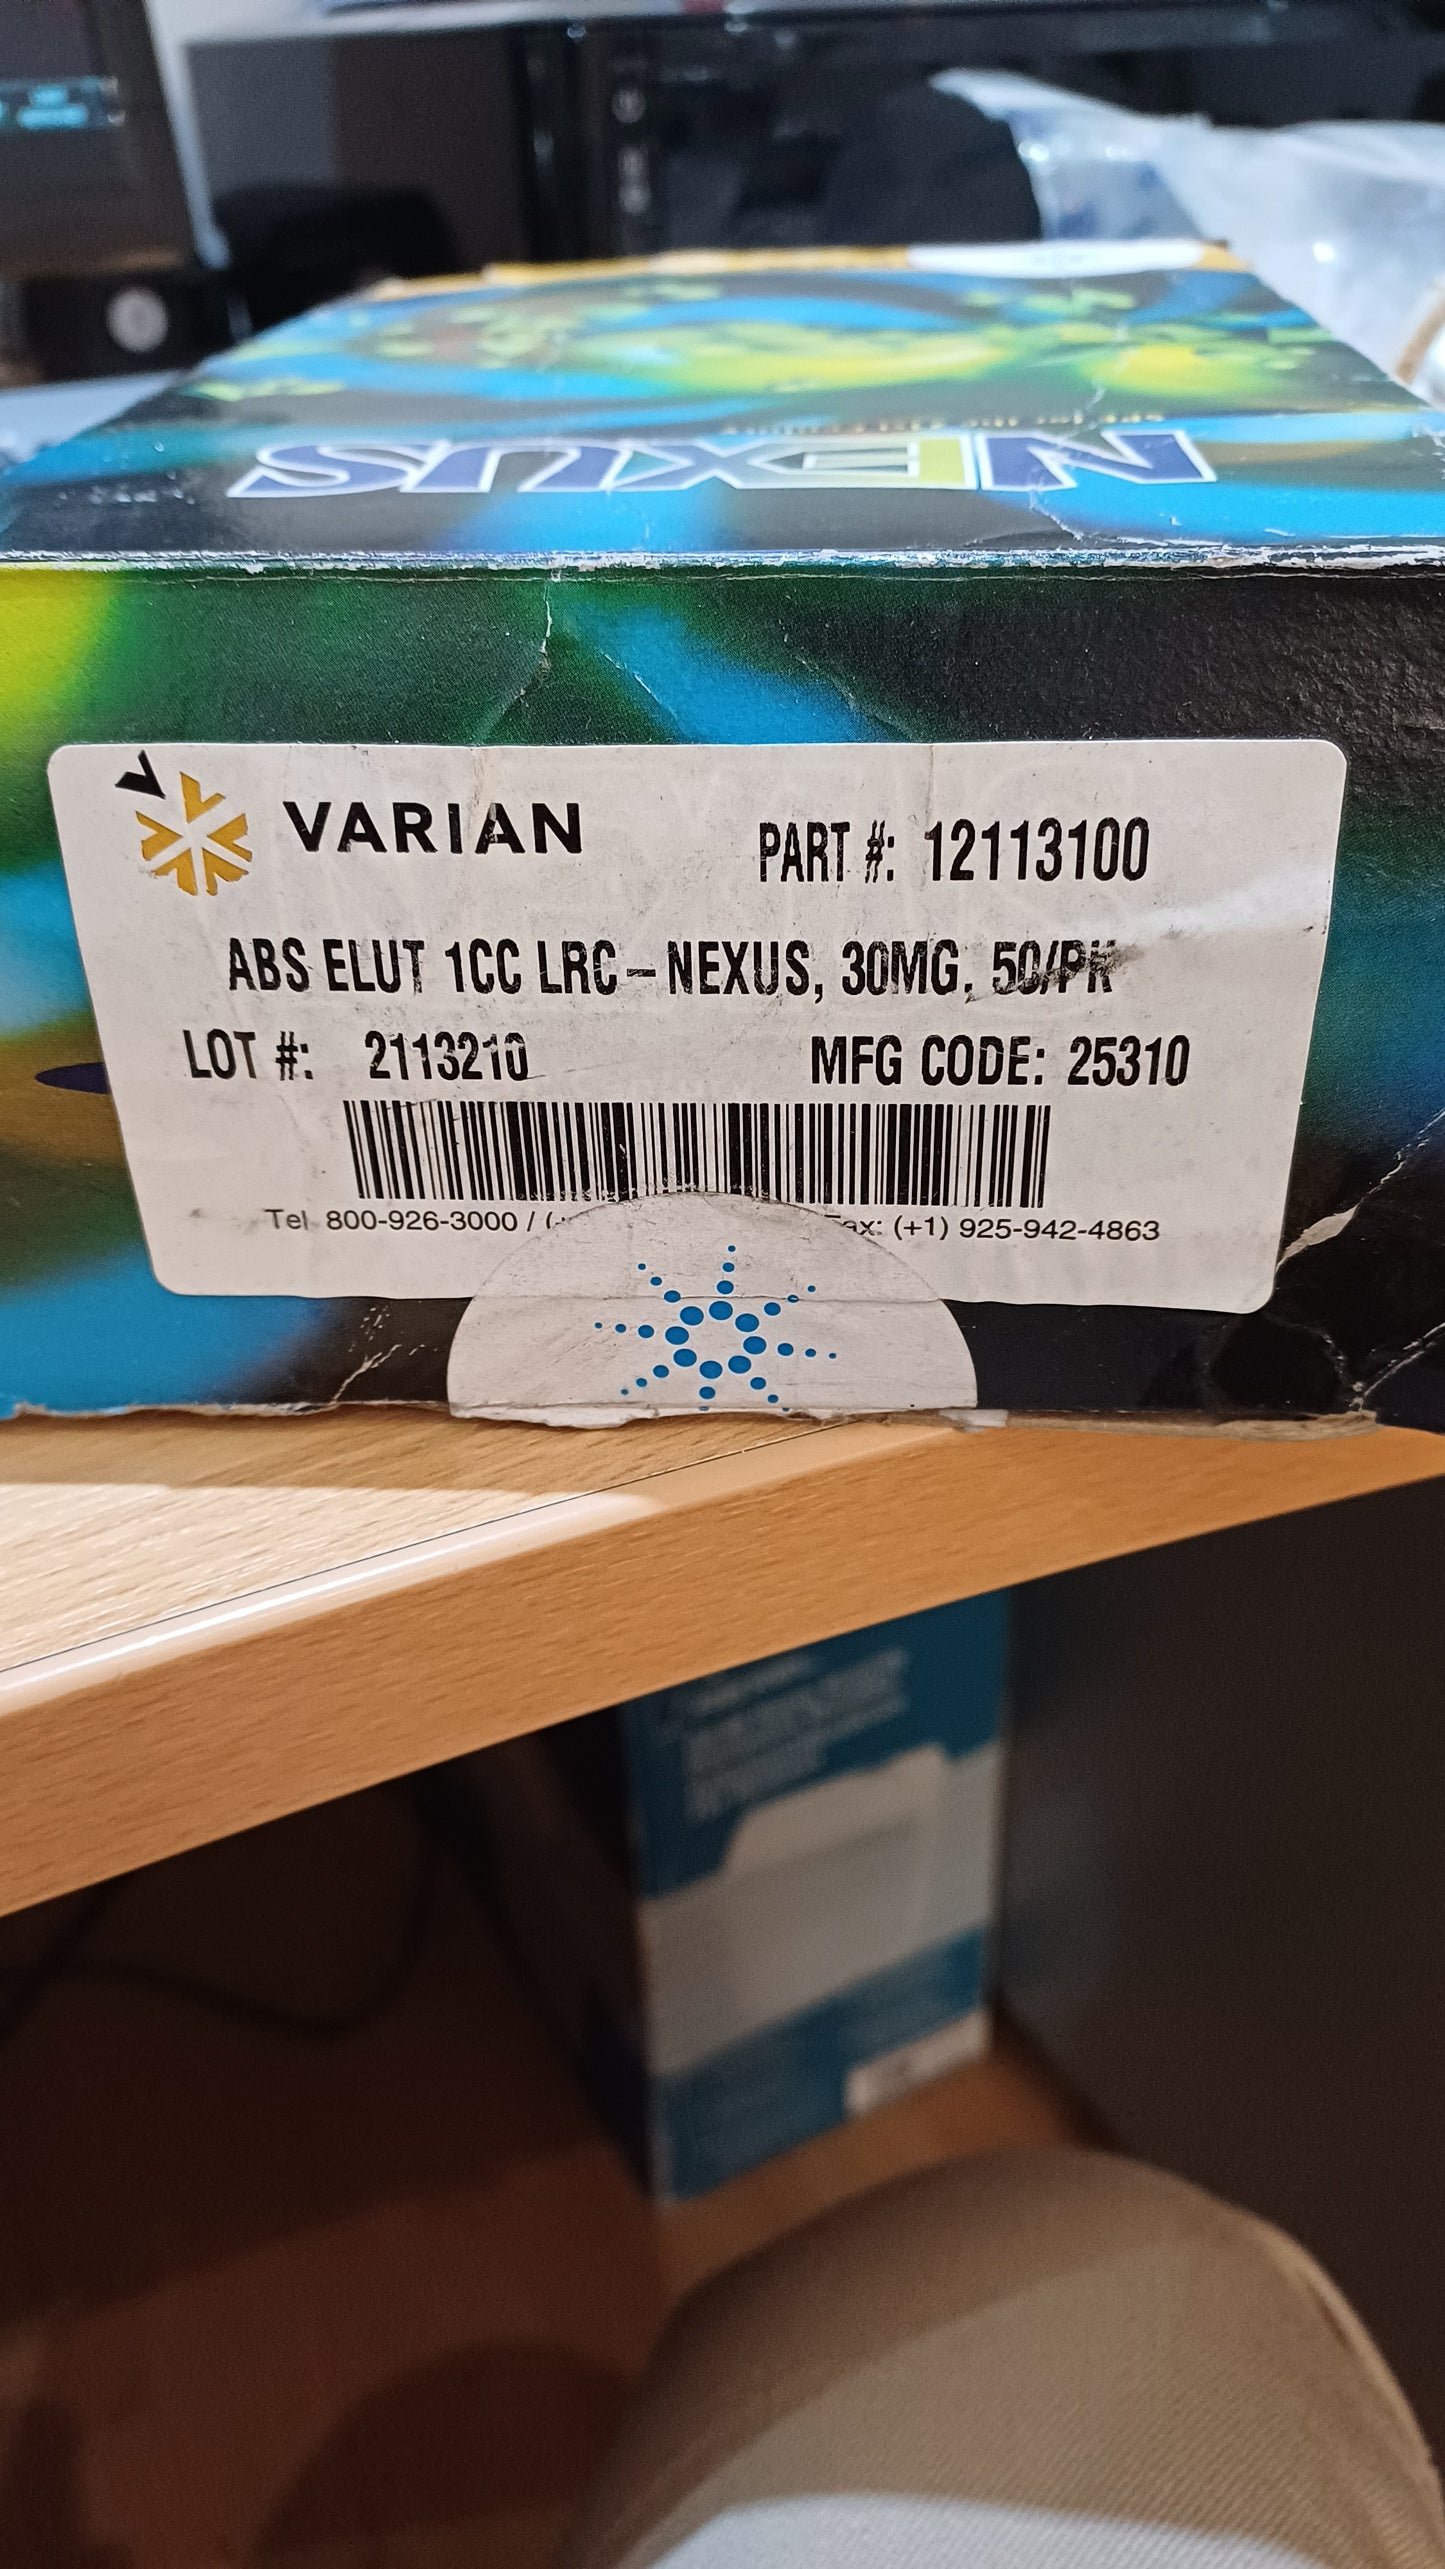 NEXUS
VARIAN
PART #: 12113100
ABS ELUT 1CC LRC-NEXUS, 30MG. 50/PK
LOT #: 2113210
MFG CODE: 25310
Tel 800-926-3000 / (+
Fax: (+1) 925-942-4863